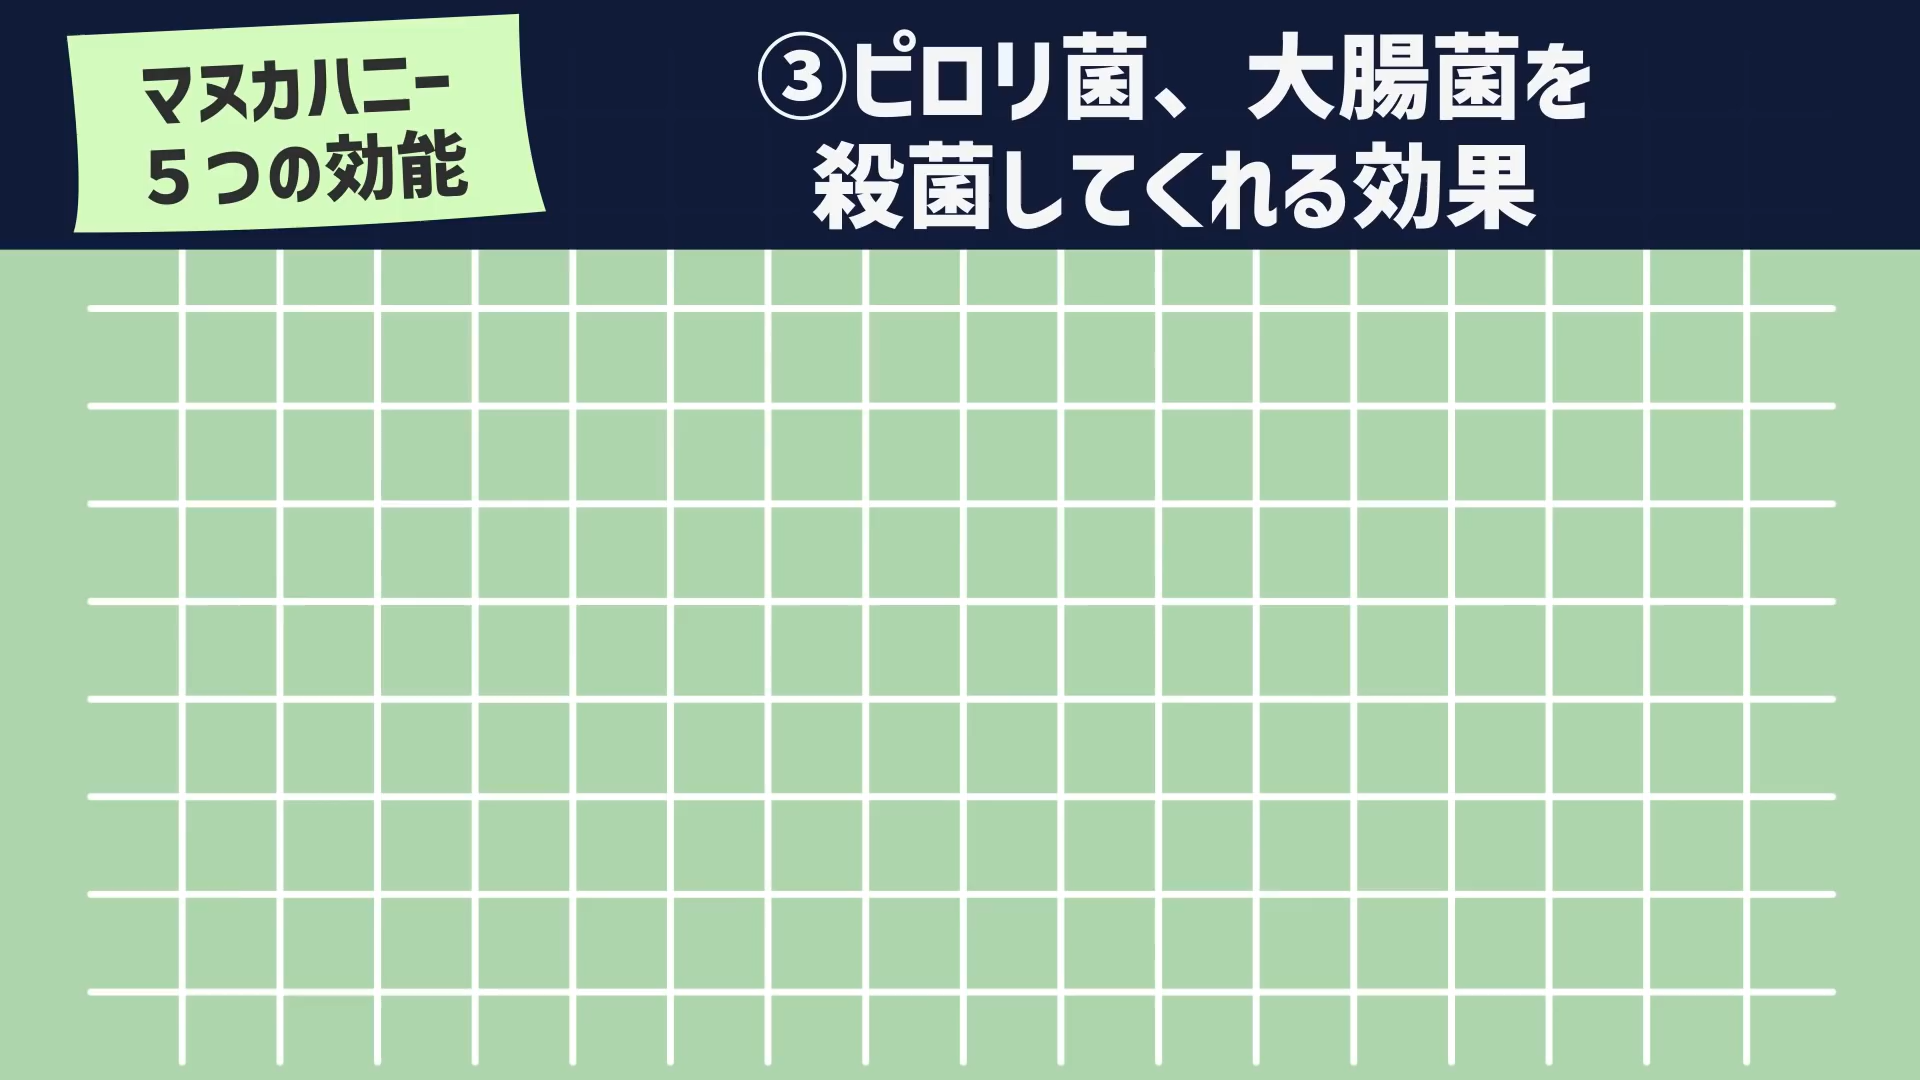 マヌカハニー
５つの効能
③ピロリ菌、大腸菌を
殺菌してくれる効果